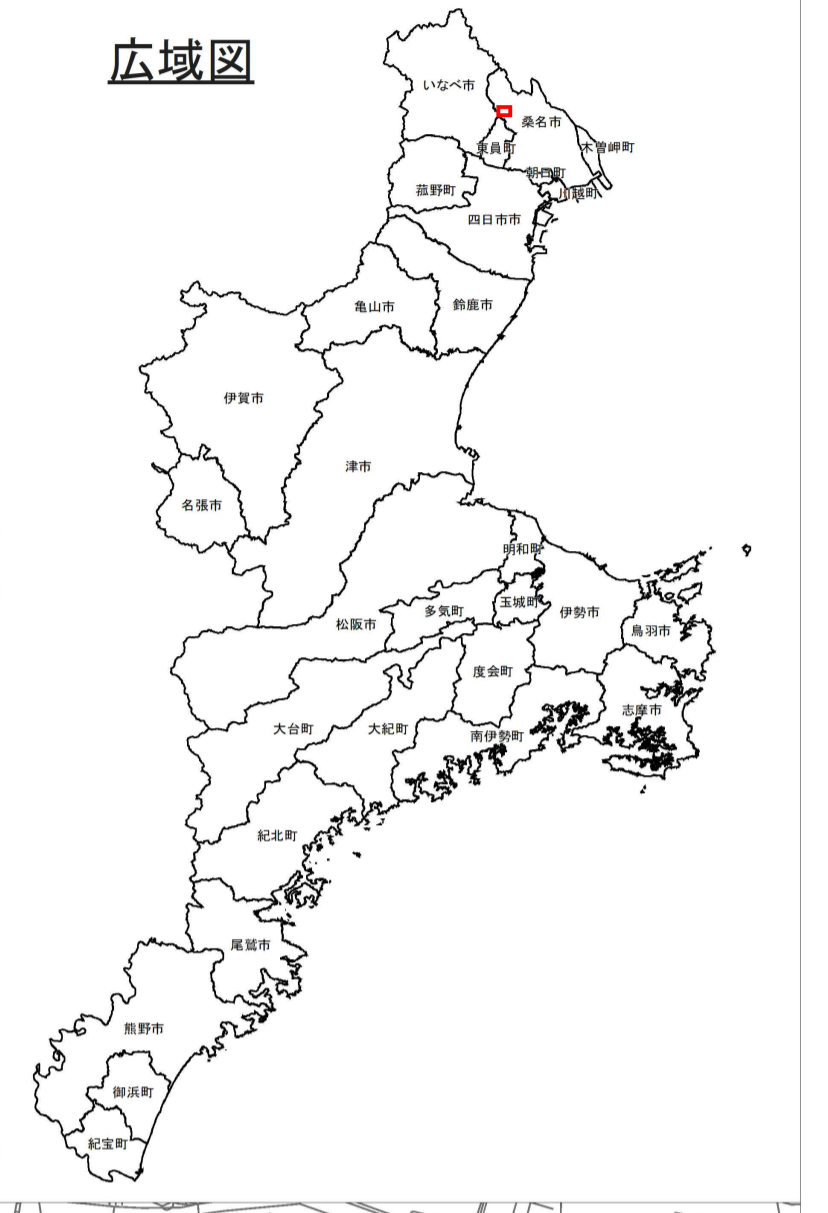 広域図
いなべ市
桑名市
東員町
木曽岬町
朝日町
菰野町
川越町
四日市市
亀山市
鈴鹿市
伊賀市
津市
名張市
明和町
玉城町
多気町
伊勢市
松阪市
鳥羽市
度会町
志摩市
大台町
大紀町
南伊勢町
紀北町
尾鷲市
熊野市
御浜町
紀宝町